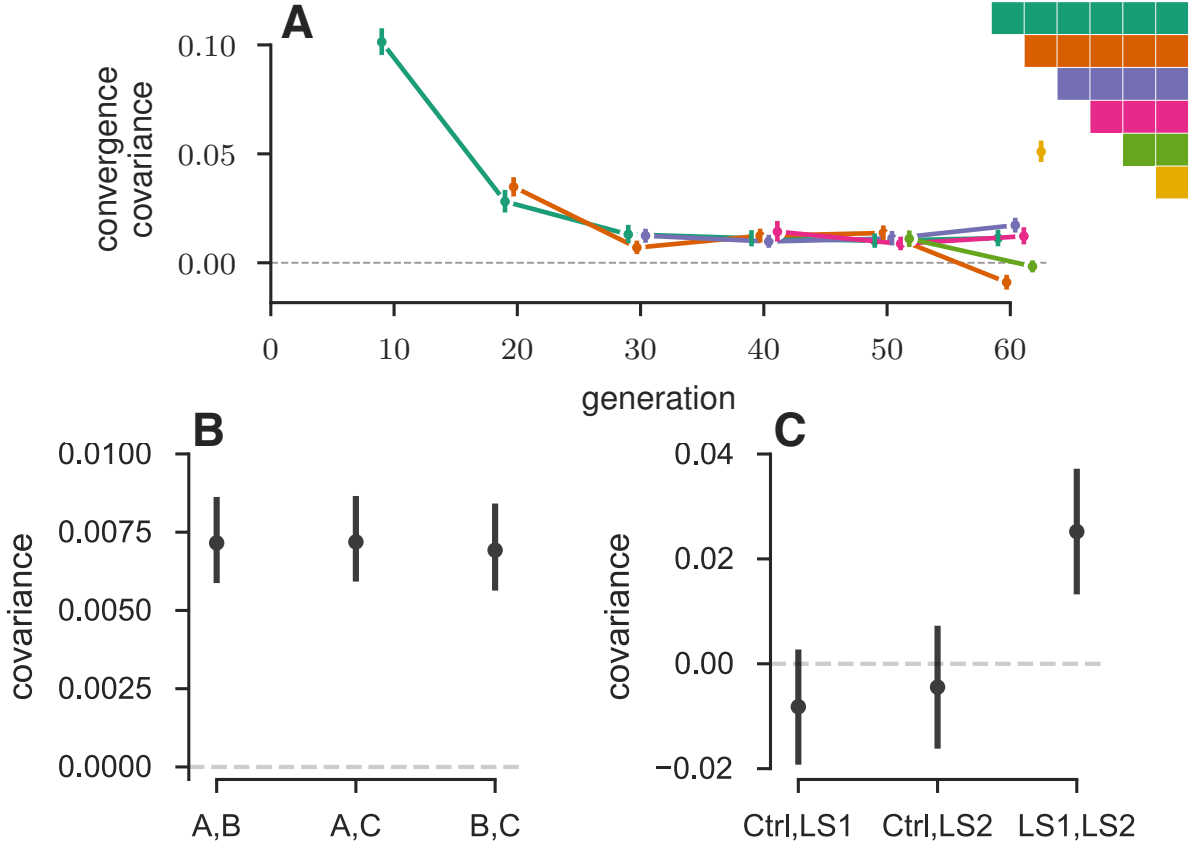 A
convergence
covariance
0.10
0.05
0.00
0 10 20 30 40 50 60
generation
B
covariance
0.0100
0.0075
0.0050
0.0025
0.0000
A,B A,C B,C
C
covariance
0.04
0.02
0.00
−0.02
Ctrl,LS1 Ctrl,LS2 LS1,LS2